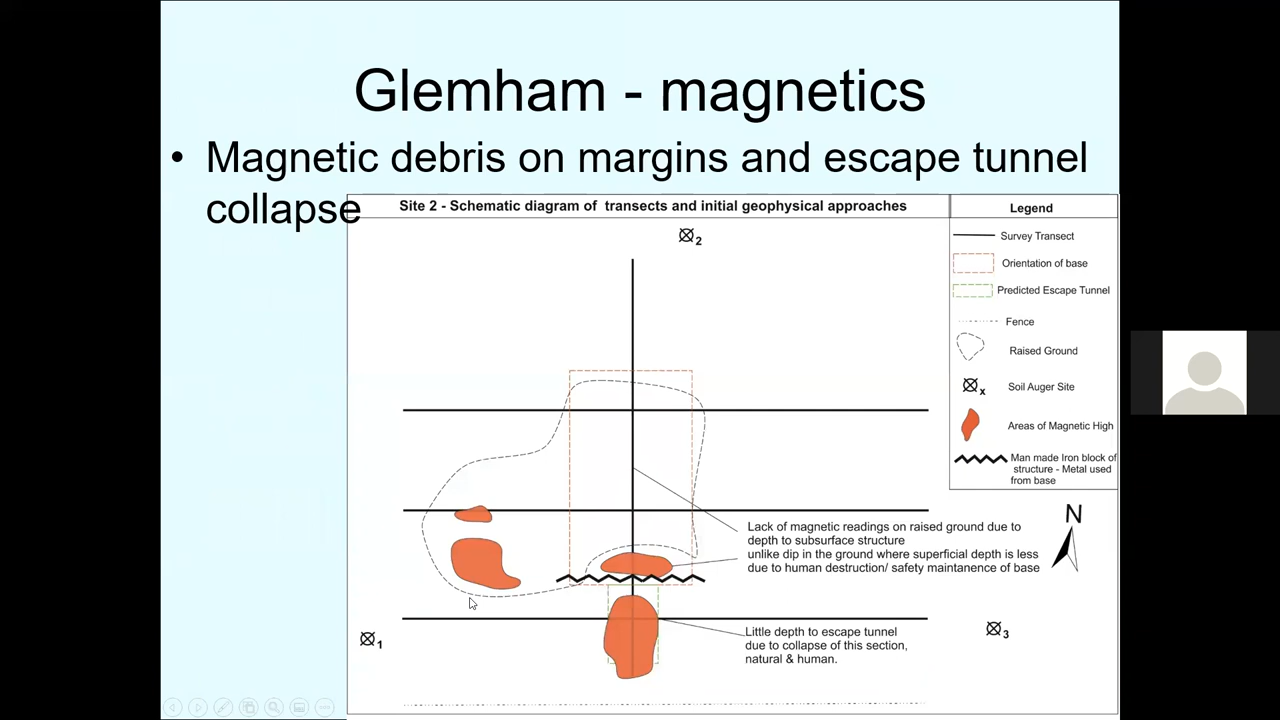 Glemham - magnetics
• Magnetic debris on margins and escape tunnel
collapse
Site 2 - Schematic diagram of transects and initial geophysical approaches
Legend
Survey Transect
Orientation of base
Predicted Escape Tunnel
Fence
Raised Ground
x
Soil Auger Site
Areas of Magnetic High
Man made Iron block of
structure - Metal used
from base
N
2
Lack of magnetic readings on raised ground due to
depth to subsurface structure
unlike dip in the ground where superficial depth is less
due to human destruction/ safety maintanence of base
1
3
Little depth to escape tunnel
due to collapse of this section,
natural & human.